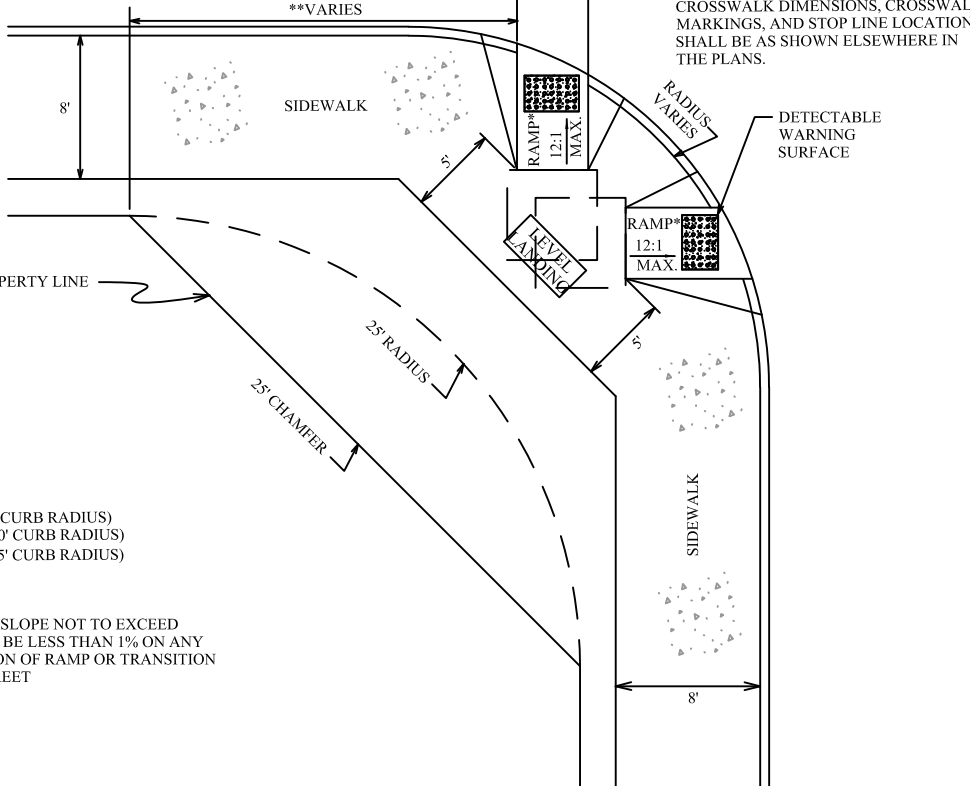 **VARIES
CROSSWALK DIMENSIONS, CROSSWAL
MARKINGS, AND STOP LINE LOCATION
SHALL BE AS SHOWN ELSEWHERE IN
THE PLANS.
8'
SIDEWALK
RAMP*
12:1
MAX.
RADIUS
VARIES
DETECTABLE
WARNING
SURFACE
5'
LEVEL
LANDING
RAMP*
12:1
MAX.
PERTY LINE
25' RADIUS
25' CHAMFER
5'
SIDEWALK
CURB RADIUS)
0' CURB RADIUS)
5' CURB RADIUS)
SLOPE NOT TO EXCEED
BE LESS THAN 1% ON ANY
ON OF RAMP OR TRANSITION
REET
8'